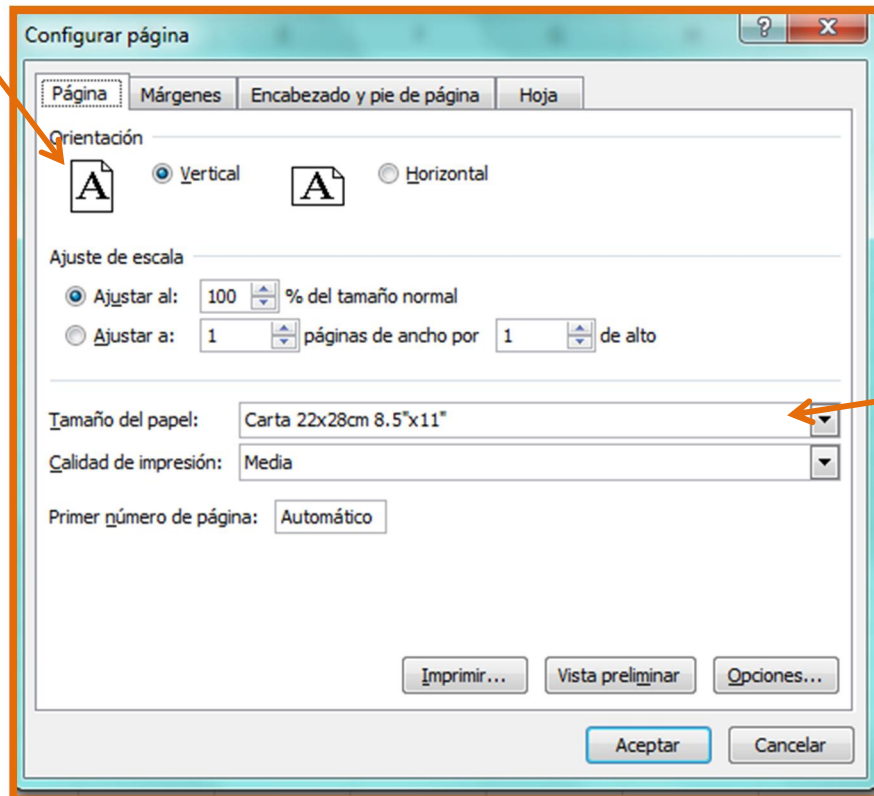 Configurar página
Página Márgenes Encabezado y pie de página Hoja
Orientación
A Vertical A Horizontal
Ajuste de escala
Ajustar al: 100 % del tamaño normal
Ajustar a: 1 páginas de ancho por 1 de alto
Tamaño del papel: Carta 22x28cm 8.5"x11"
Calidad de impresión: Media
Primer número de página: Automático
Imprimir... Vista preliminar Opciones...
Aceptar Cancelar